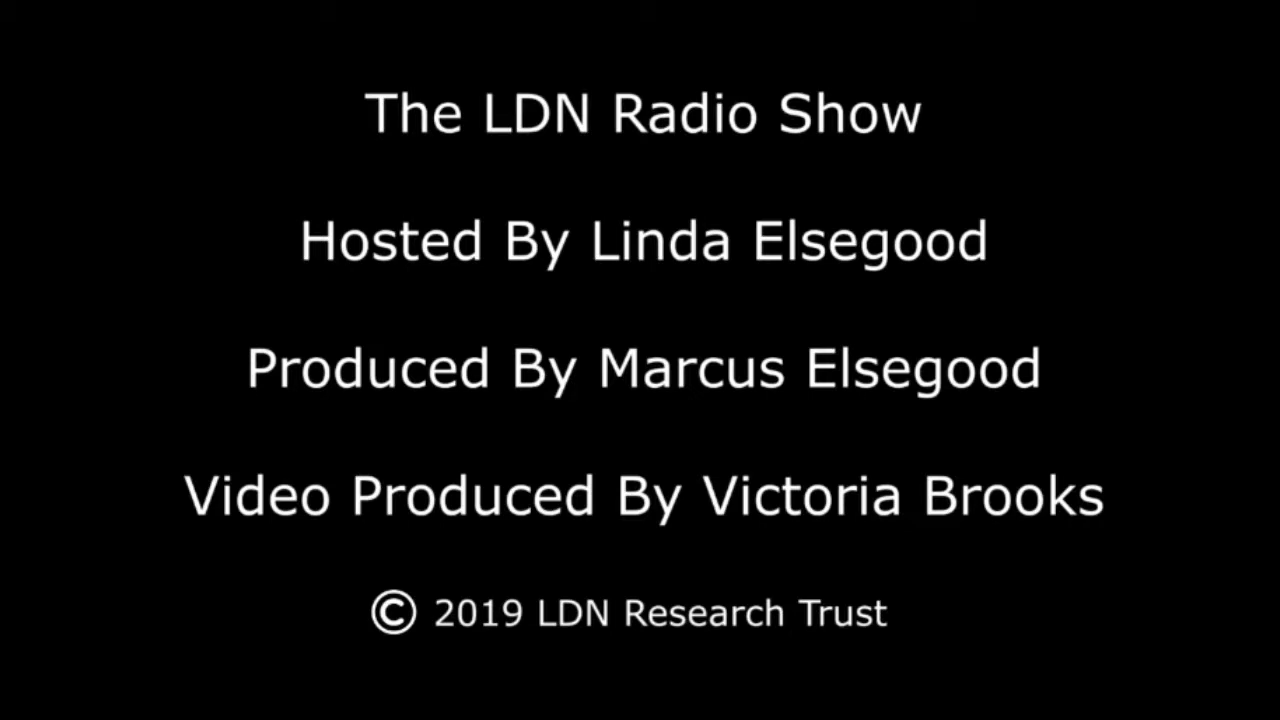 The LDN Radio Show
Hosted By Linda Elsegood
Produced By Marcus Elsegood
Video Produced By Victoria Brooks
© 2019 LDN Research Trust